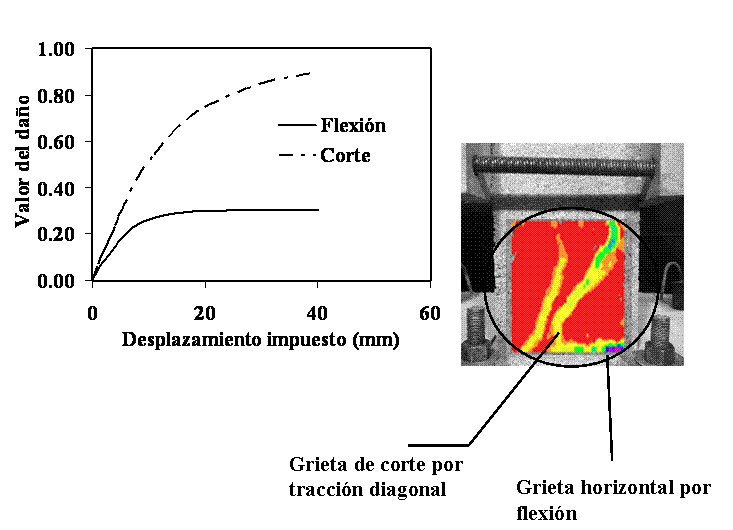 1.00
0.80
0.60
0.40
0.20
0.00
Valor del daño
Flexión
Corte
0 20 40 60
Desplazamiento impuesto (mm)
Grieta de corte por
tracción diagonal
Grieta horizontal por
flexión